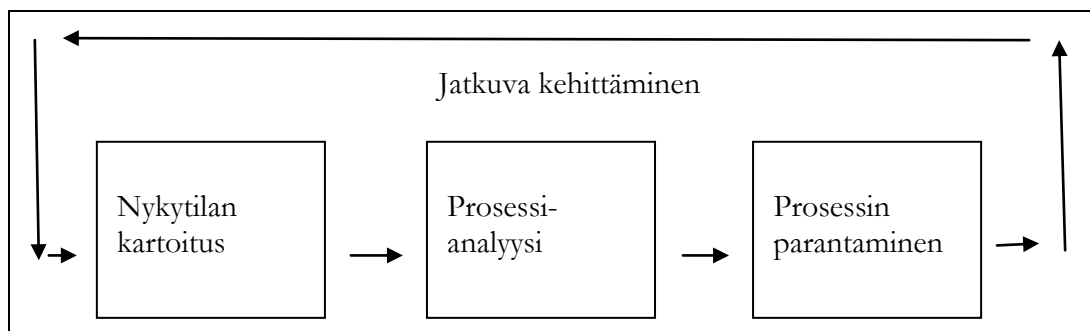 Jatkuva kehittäminen
Nykytilan
kartoitus
Prosessi-
analyysi
Prosessin
parantaminen